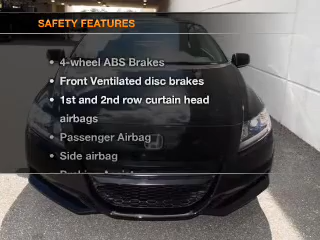 SAFETY FEATURES
• 4-wheel ABS Brakes
• Front Ventilated disc brakes
• 1st and 2nd row curtain head
airbags
• Passenger Airbag
• Side airbag